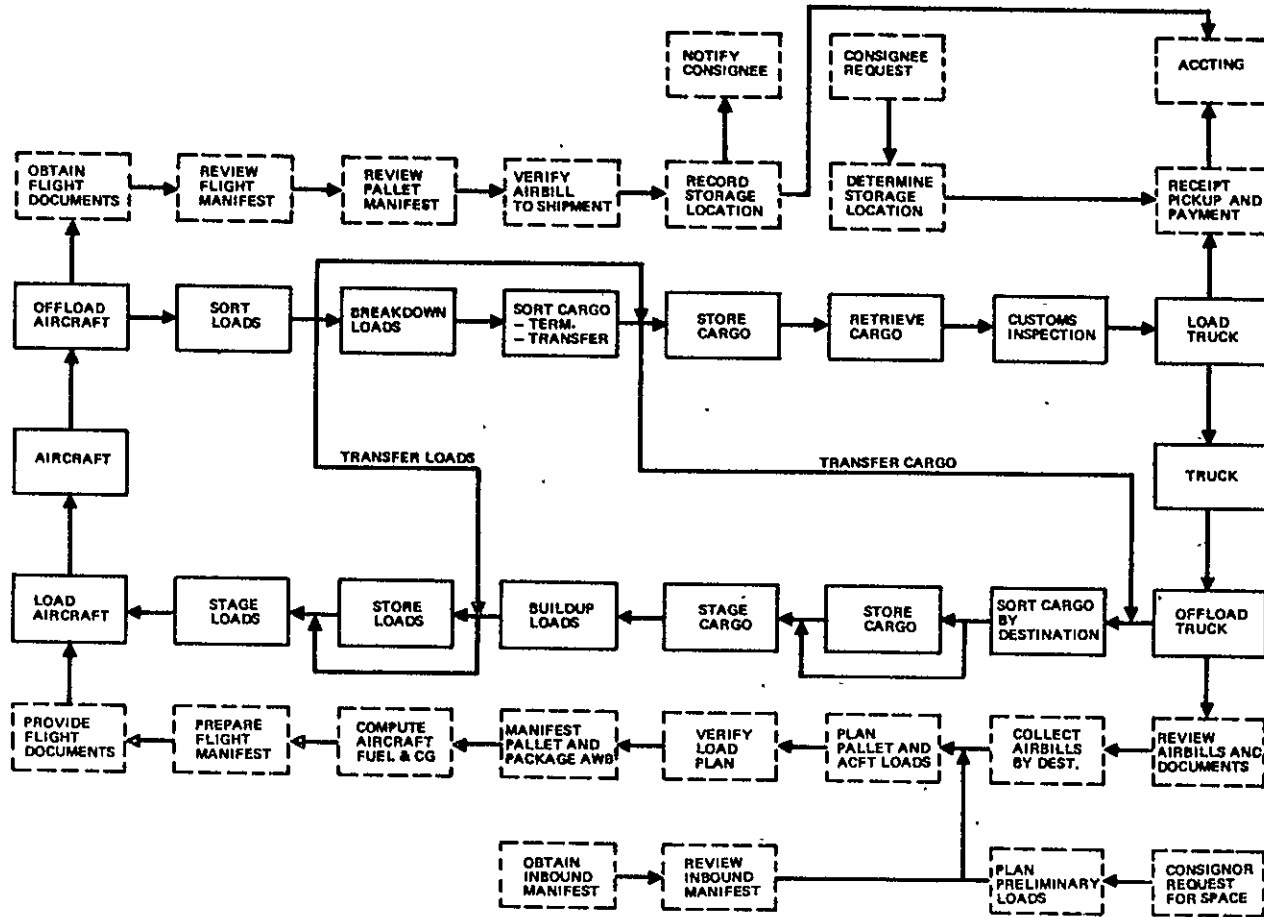 NOTIFY
CONSIGNEE
CONSIGNEE
REQUEST
ACCTING
OBTAIN
FLIGHT
DOCUMENTS
REVIEW
FLIGHT
MANIFEST
REVIEW
PALLET
MANIFEST
VERIFY
AIRBILL
TO SHIPMENT
RECORD
STORAGE
LOCATION
DETERMINE
STORAGE
LOCATION
RECEIPT
PICKUP AND
PAYMENT
OFFLOAD
AIRCRAFT
SORT
LOADS
BREAKDOWN
LOADS
SORT CARGO
– TERM.
– TRANSFER
STORE
CARGO
RETRIEVE
CARGO
CUSTOMS
INSPECTION
LOAD
TRUCK
AIRCRAFT
TRANSFER LOADS
TRANSFER CARGO
TRUCK
LOAD
AIRCRAFT
STAGE
LOADS
STORE
LOADS
BUILDUP
LOADS
STAGE
CARGO
STORE
CARGO
SORT CARGO
BY
DESTINATION
OFFLOAD
TRUCK
PROVIDE
FLIGHT
DOCUMENTS
PREPARE
FLIGHT
MANIFEST
COMPUTE
AIRCRAFT
FUEL & CG
MANIFEST
PALLET AND
PACKAGE AWB
VERIFY
LOAD
PLAN
PLAN
PALLET AND
ACFT LOADS
COLLECT
AIRBILLS
BY DEST.
REVIEW
AIRBILLS AND
DOCUMENTS
OBTAIN
INBOUND
MANIFEST
REVIEW
INBOUND
MANIFEST
PLAN
PRELIMINARY
LOADS
CONSIGNOR
REQUEST
FOR SPACE